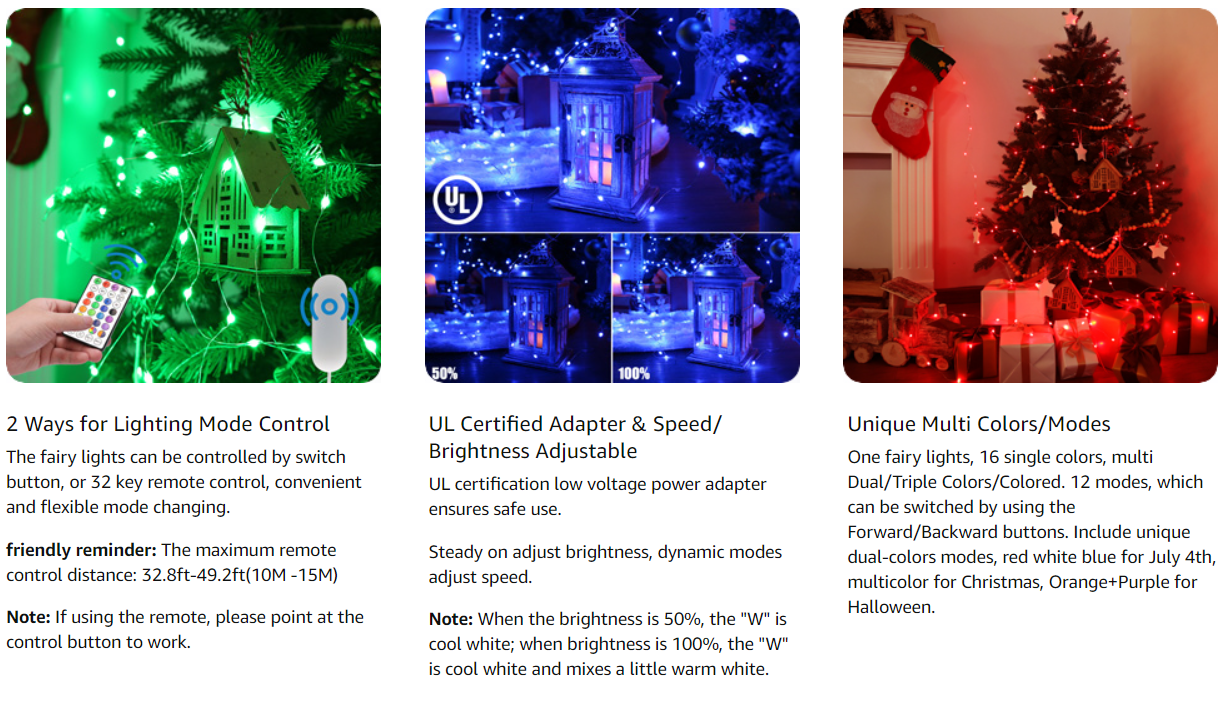 UL
50%
100%
2 Ways for Lighting Mode Control
The fairy lights can be controlled by switch
button, or 32 key remote control, convenient
and flexible mode changing.
friendly reminder: The maximum remote
control distance: 32.8ft-49.2ft(10M -15M)
Note: If using the remote, please point at the
control button to work.
UL Certified Adapter & Speed/
Brightness Adjustable
UL certification low voltage power adapter
ensures safe use.
Steady on adjust brightness, dynamic modes
adjust speed.
Note: When the brightness is 50%, the "W" is
cool white; when brightness is 100%, the "W"
is cool white and mixes a little warm white.
Unique Multi Colors/Modes
One fairy lights, 16 single colors, multi
Dual/Triple Colors/Colored. 12 modes, which
can be switched by using the
Forward/Backward buttons. Include unique
dual-colors modes, red white blue for July 4th,
multicolor for Christmas, Orange+Purple for
Halloween.